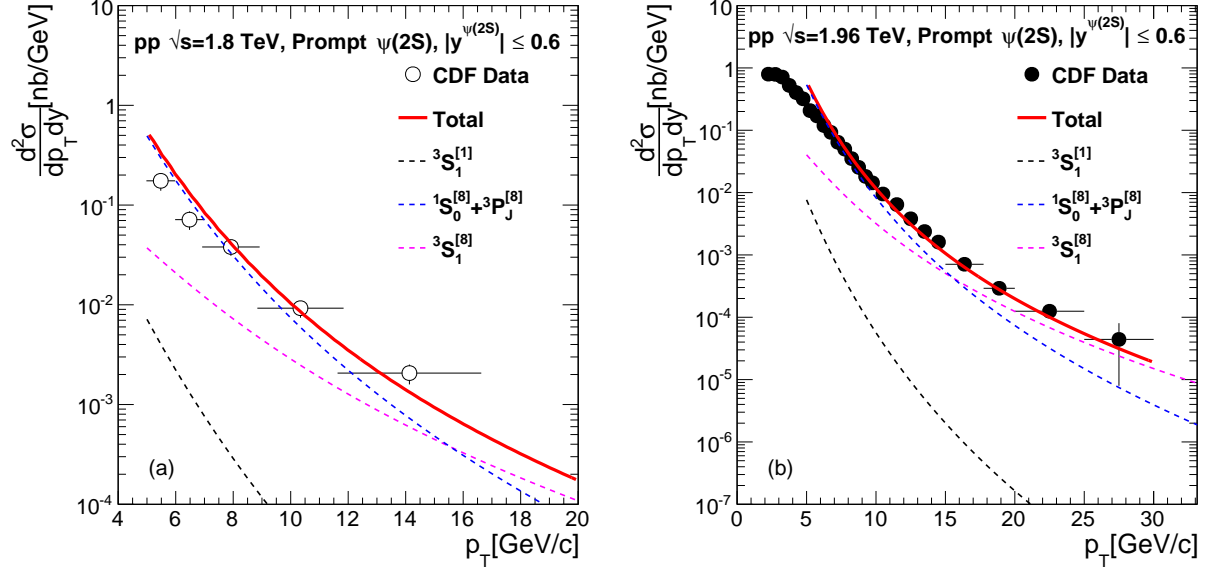 pp √s=1.8 TeV, Prompt ψ(2S), |y^ψ(2S)| ≤ 0.6
CDF Data
Total
³S₁^[1]
¹S₀^[8]+³P_J^[8]
³S₁^[8]
(a)
d²σ/dp_Tdy [nb/GeV]
10²
10
1
10⁻¹
10⁻²
10⁻³
10⁻⁴
4 6 8 10 12 14 16 18 20
p_T[GeV/c]
pp √s=1.96 TeV, Prompt ψ(2S), |y^ψ(2S)| ≤ 0.6
CDF Data
Total
³S₁^[1]
¹S₀^[8]+³P_J^[8]
³S₁^[8]
(b)
d²σ/dp_Tdy [nb/GeV]
10
1
10⁻¹
10⁻²
10⁻³
10⁻⁴
10⁻⁵
10⁻⁶
10⁻⁷
0 5 10 15 20 25 30
p_T[GeV/c]